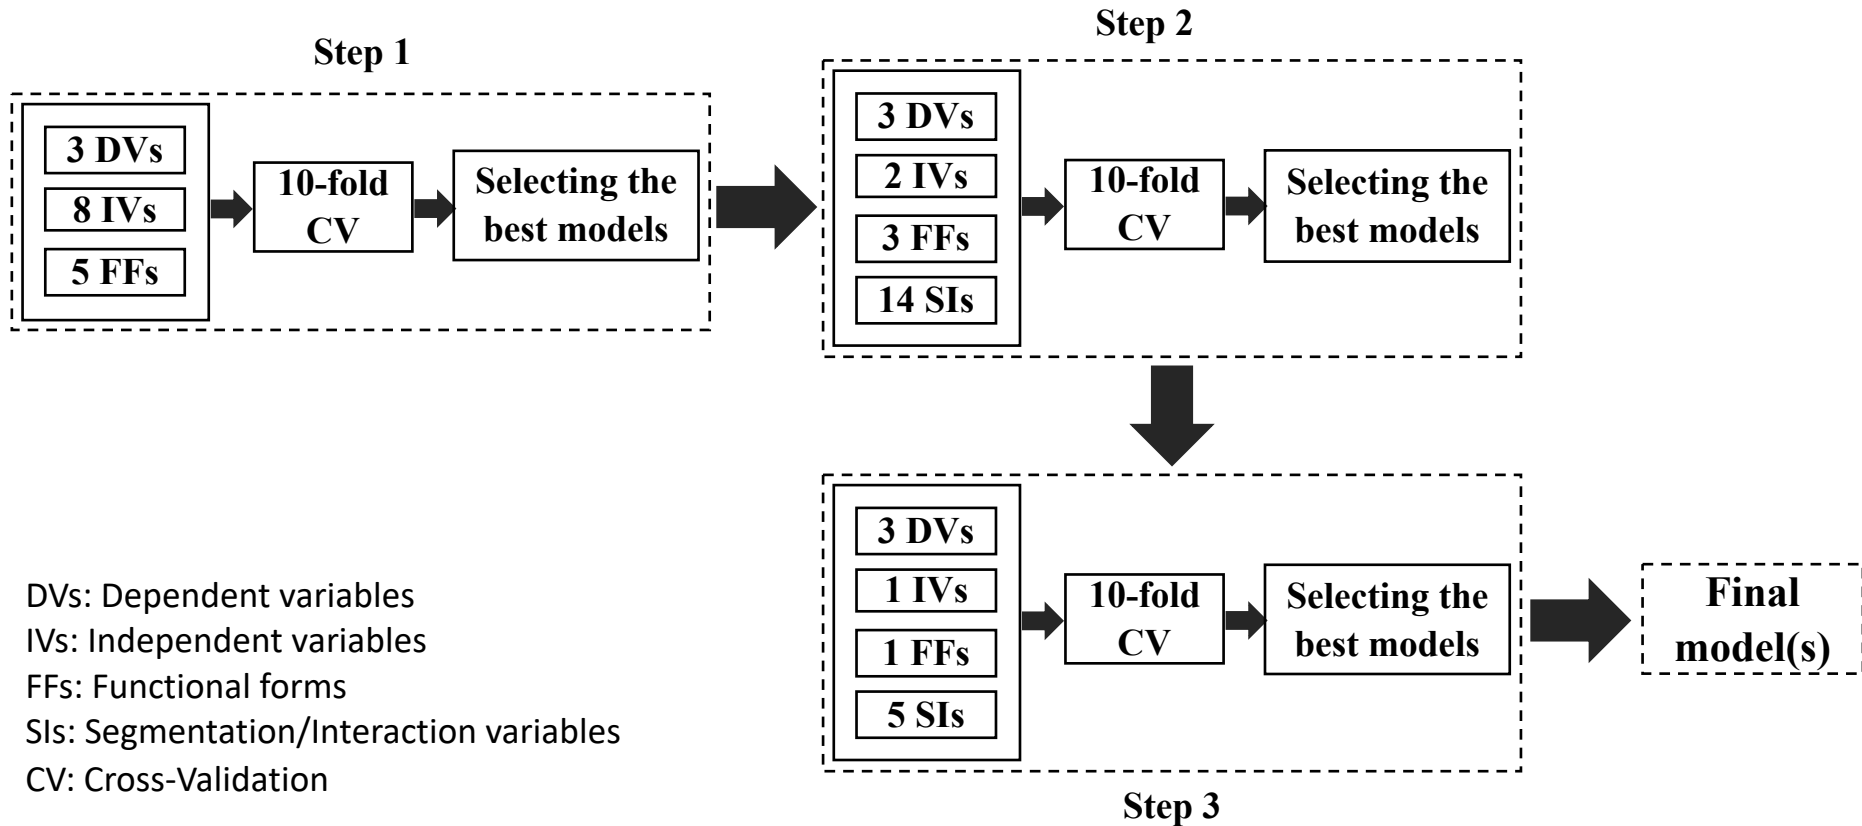 Step 1
3 DVs
8 IVs
5 FFs
10-fold
CV
Selecting the
best models
Step 2
3 DVs
2 IVs
3 FFs
14 SIs
10-fold
CV
Selecting the
best models
3 DVs
1 IVs
1 FFs
5 SIs
10-fold
CV
Selecting the
best models
Step 3
Final
model(s)
DVs: Dependent variables
IVs: Independent variables
FFs: Functional forms
SIs: Segmentation/Interaction variables
CV: Cross-Validation